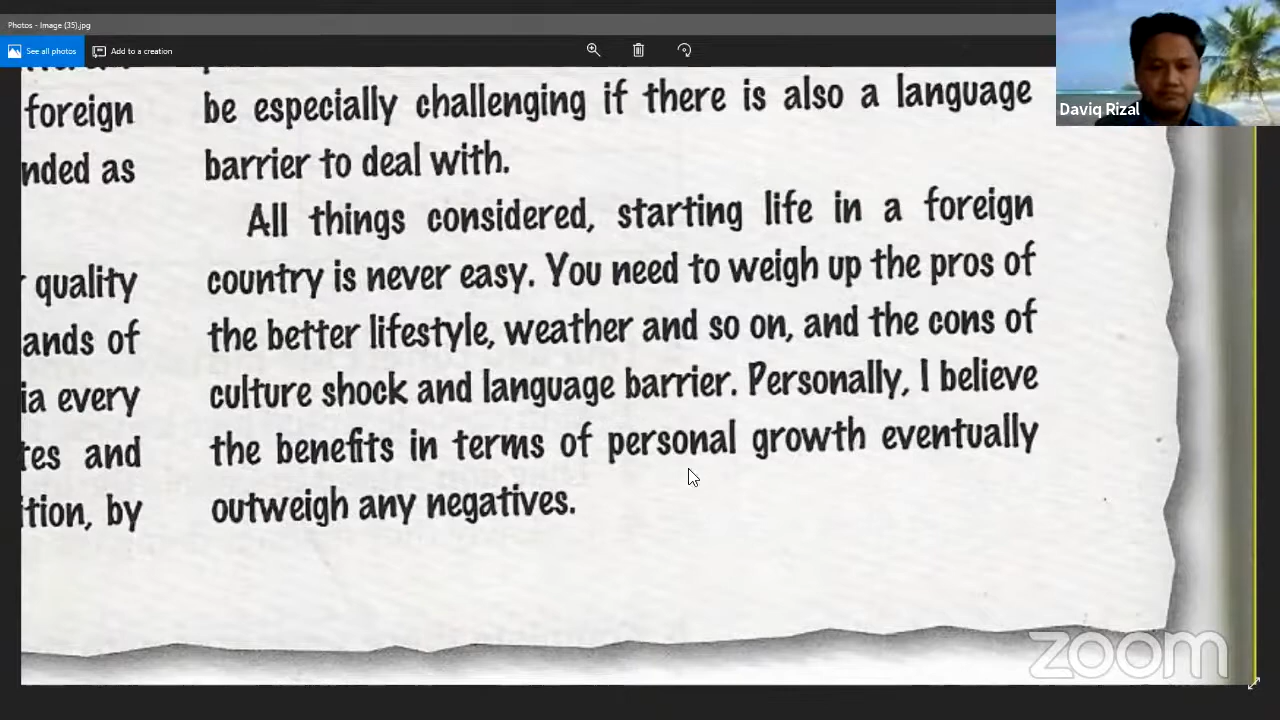 Photos - Image (35).jpg
See all photos
Add to a creation
Daviq Rizal
foreign
nded as
quality
ands of
ia every
tes and
tion, by
be especially challenging if there is also a language
barrier to deal with.
All things considered, starting life in a foreign
country is never easy. You need to weigh up the pros of
the better lifestyle, weather and so on, and the cons of
culture shock and language barrier. Personally, I believe
the benefits in terms of personal growth eventually
outweigh any negatives.
zoom